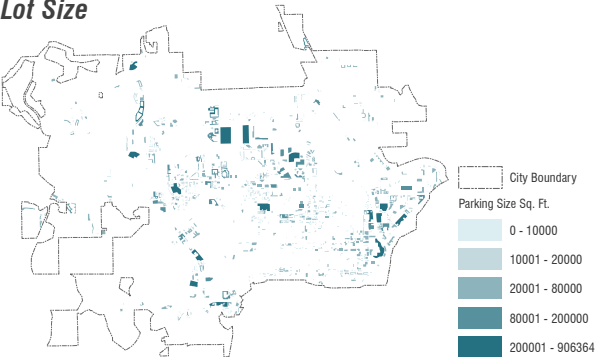 Lot Size
City Boundary
Parking Size Sq. Ft.
0 - 10000
10001 - 20000
20001 - 80000
80001 - 200000
200001 - 906364